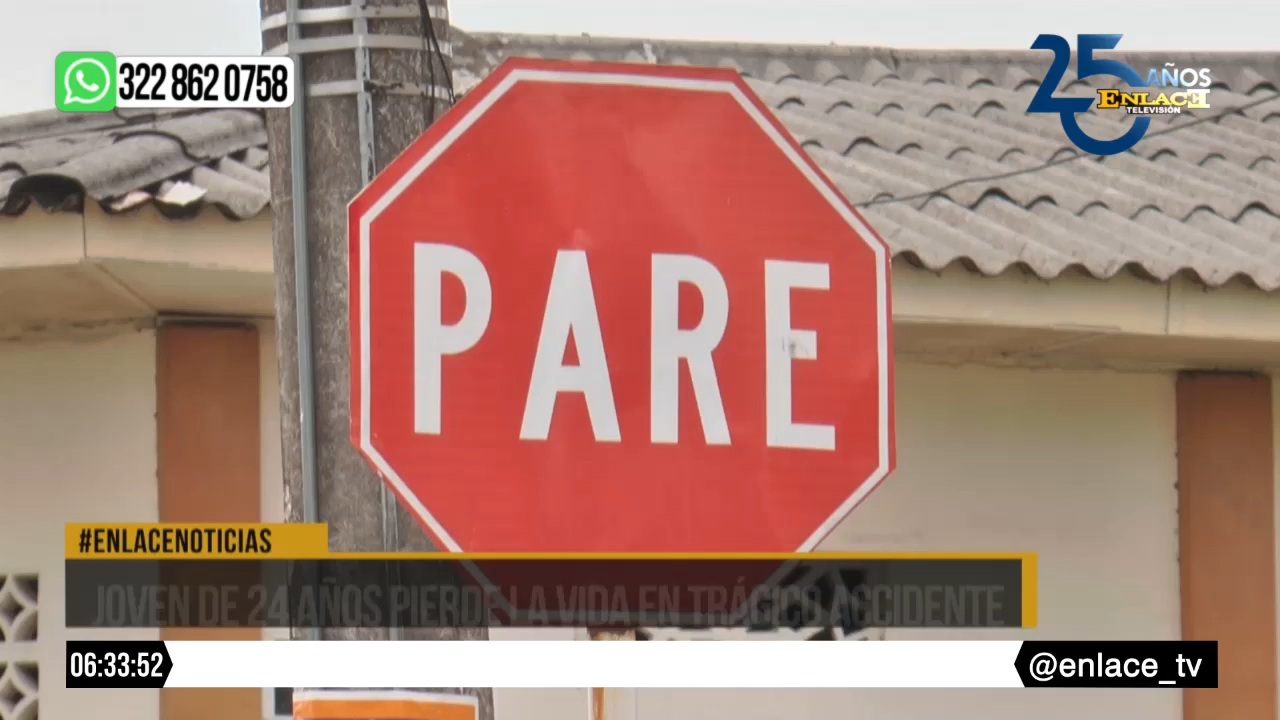 322 862 0758
25 AÑOS
ENLACE
TELEVISIÓN
PARE
#ENLACENOTICIAS
JOVEN DE 24 AÑOS PIERDE LA VIDA EN TRÁGICO ACCIDENTE
06:33:52
@enlace_tv